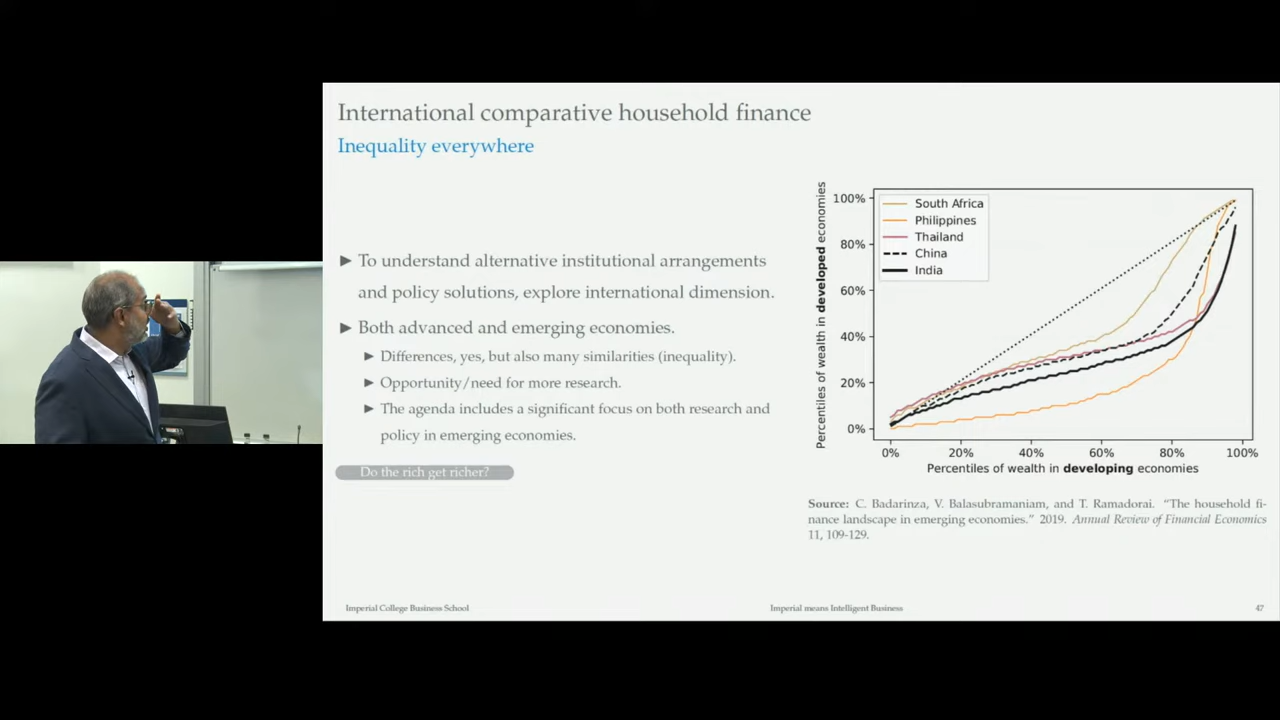 International comparative household finance
Inequality everywhere
► To understand alternative institutional arrangements
and policy solutions, explore international dimension.
► Both advanced and emerging economies.
► Differences, yes, but also many similarities (inequality).
► Opportunity/need for more research.
► The agenda includes a significant focus on both research and
policy in emerging economies.
Do the rich get richer?
Percentiles of wealth in developed economies
100%
80%
60%
40%
20%
0%
South Africa
Philippines
Thailand
China
India
0% 20% 40% 60% 80% 100%
Percentiles of wealth in developing economies
Source: C. Badarinza, V. Balasubramaniam, and T. Ramadorai. “The household fi-
nance landscape in emerging economies.” 2019. Annual Review of Financial Economics
11, 109-129.
Imperial College Business School
Imperial means Intelligent Business
47